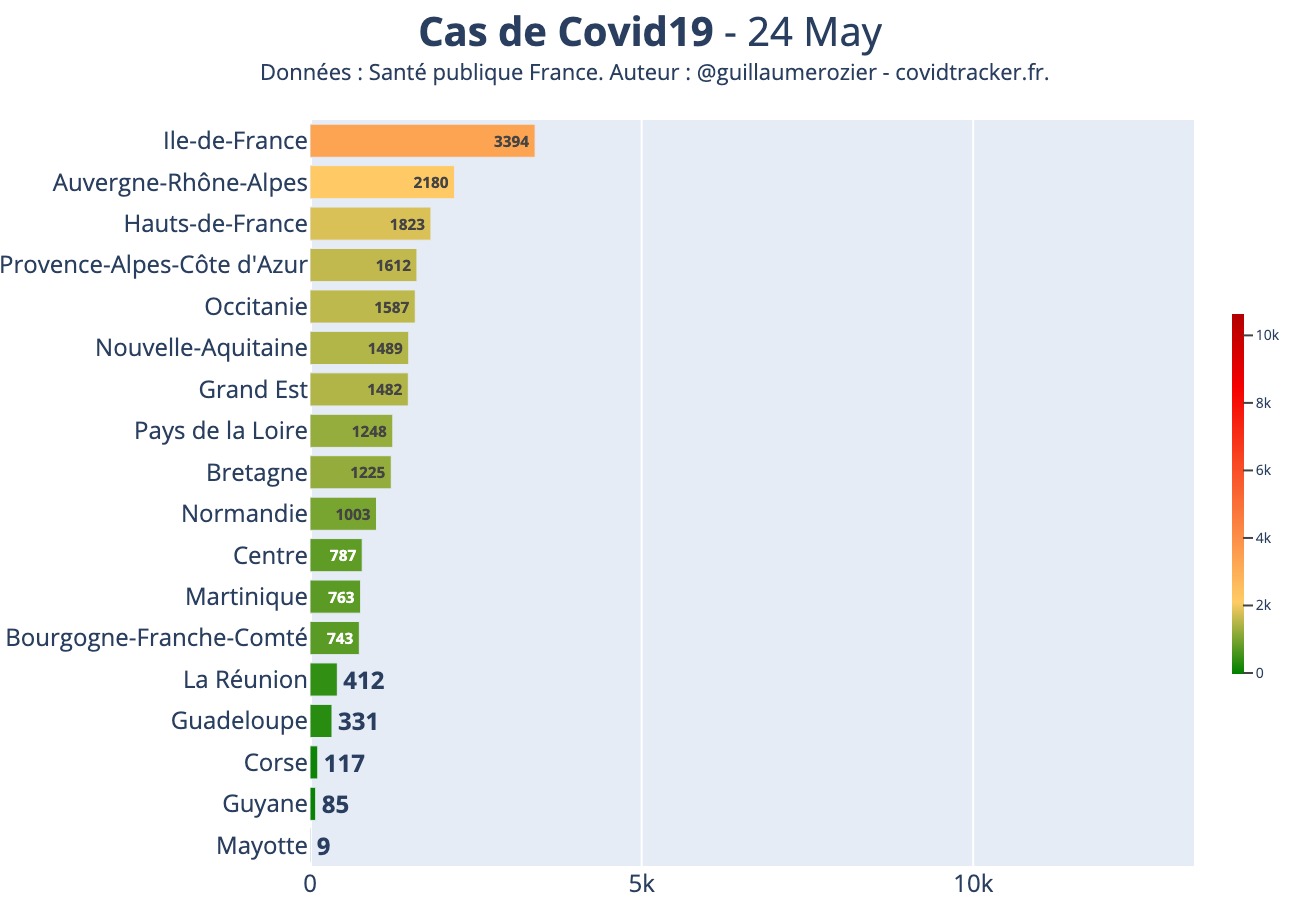 Cas de Covid19 - 24 May
Données : Santé publique France. Auteur : @guillaumerozier - covidtracker.fr.
Ile-de-France 3394
Auvergne-Rhône-Alpes 2180
Hauts-de-France 1823
Provence-Alpes-Côte d'Azur 1612
Occitanie 1587
Nouvelle-Aquitaine 1489
Grand Est 1482
Pays de la Loire 1248
Bretagne 1225
Normandie 1003
Centre 787
Martinique 763
Bourgogne-Franche-Comté 743
La Réunion 412
Guadeloupe 331
Corse 117
Guyane 85
Mayotte 9
0 5k 10k
10k
8k
6k
4k
2k
0